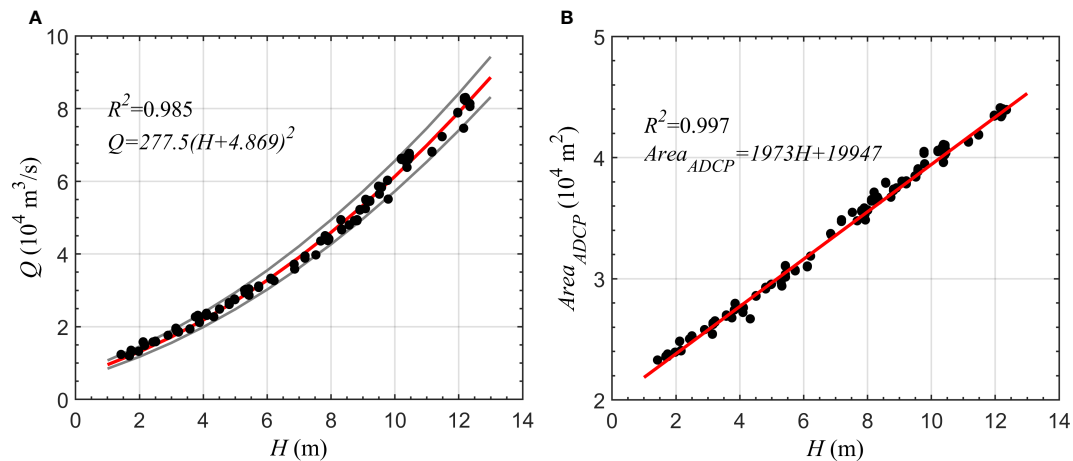 A
B
10
8
6
4
2
0
Q (10⁴ m³/s)
R²=0.985
Q=277.5(H+4.869)²
0 2 4 6 8 10 12 14
H (m)
5
4
3
2
Area_ADCP (10⁴ m²)
R²=0.997
Area_ADCP=1973H+19947
0 2 4 6 8 10 12 14
H (m)